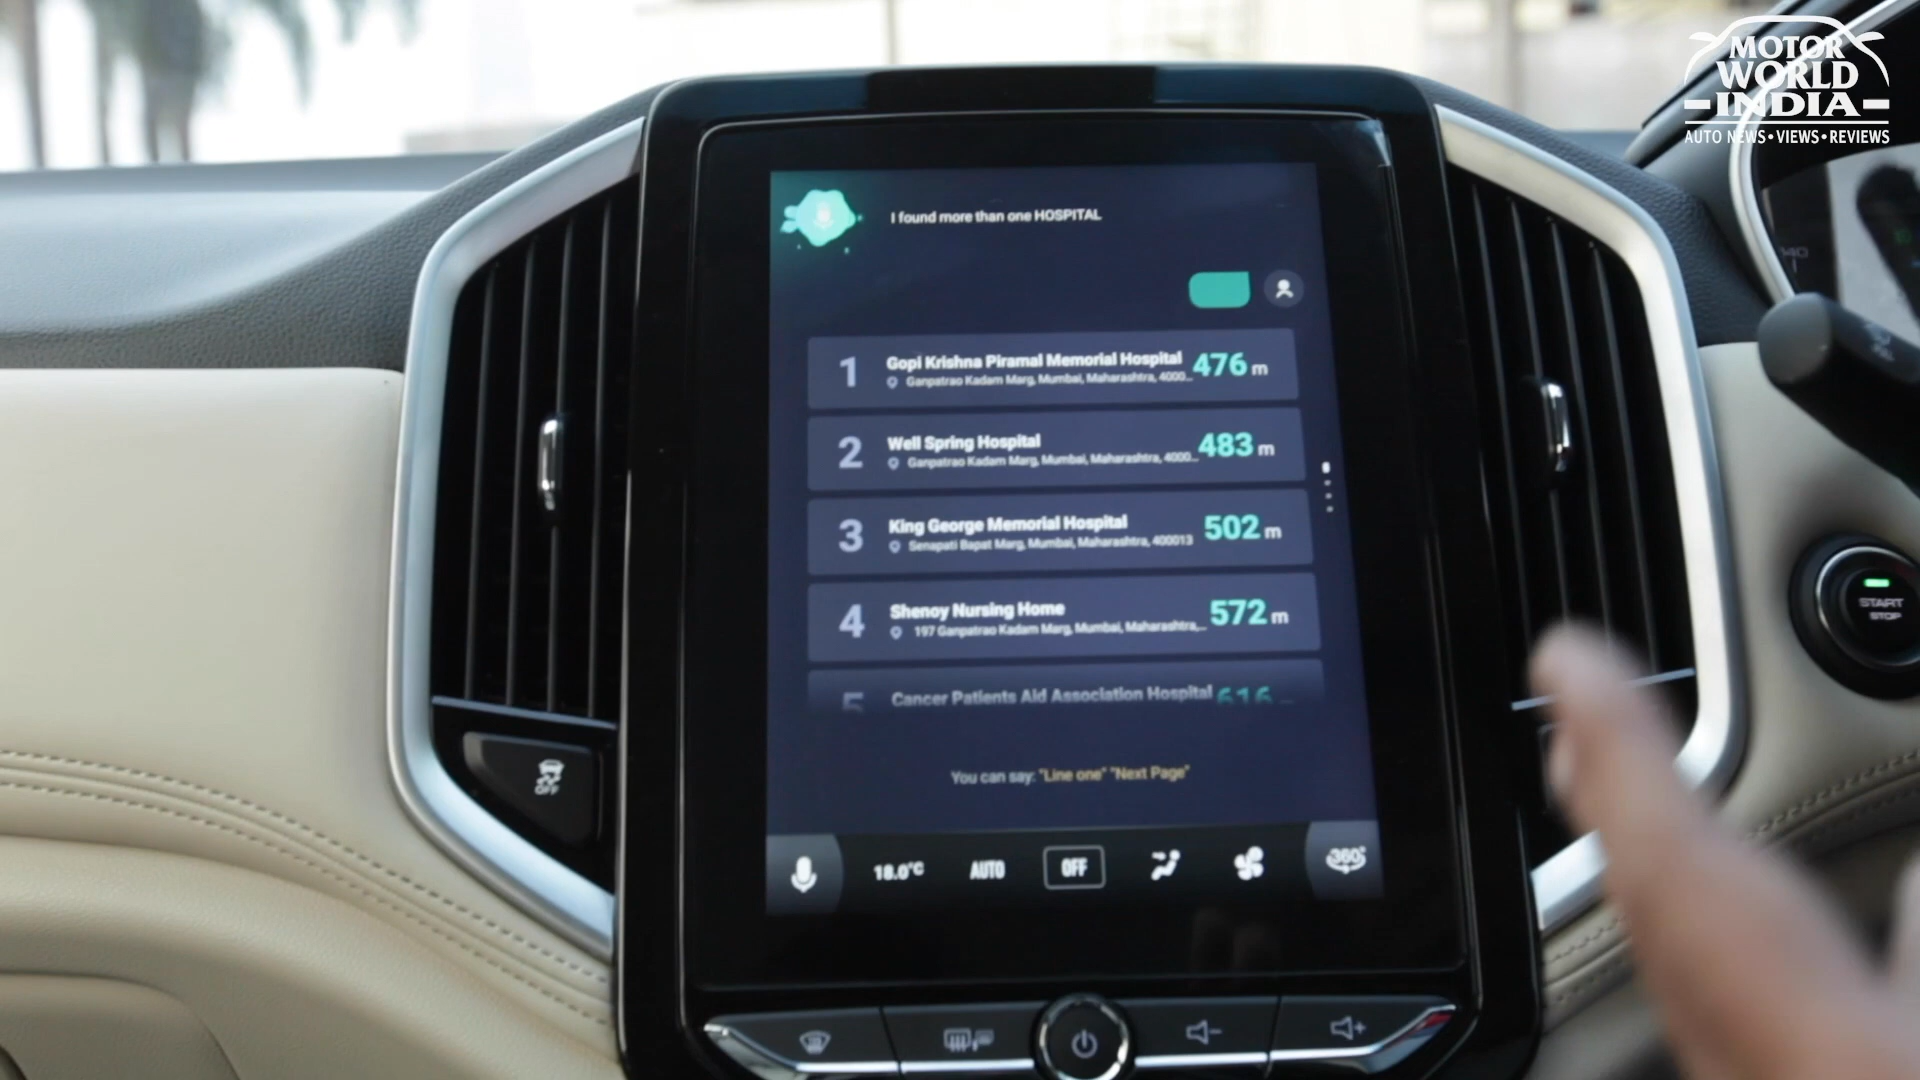 MOTOR
WORLD
INDIA
AUTO NEWS • VIEWS • REVIEWS
I found more than one HOSPITAL
1 Gopi Krishna Piramal Memorial Hospital 476 m
Ganpatrao Kadam Marg, Mumbai, Maharashtra, 4000...
2 Well Spring Hospital 483 m
Ganpatrao Kadam Marg, Mumbai, Maharashtra, 4000...
3 King George Memorial Hospital 502 m
Senapati Bapat Marg, Mumbai, Maharashtra, 400013
4 Shenoy Nursing Home 572 m
197 Ganpatrao Kadam Marg, Mumbai, Maharashtra,...
5 Cancer Patients Aid Association Hospital 616
You can say: "Line one" "Next Page"
18.0°C AUTO OFF 360°
OFF
START
STOP
140